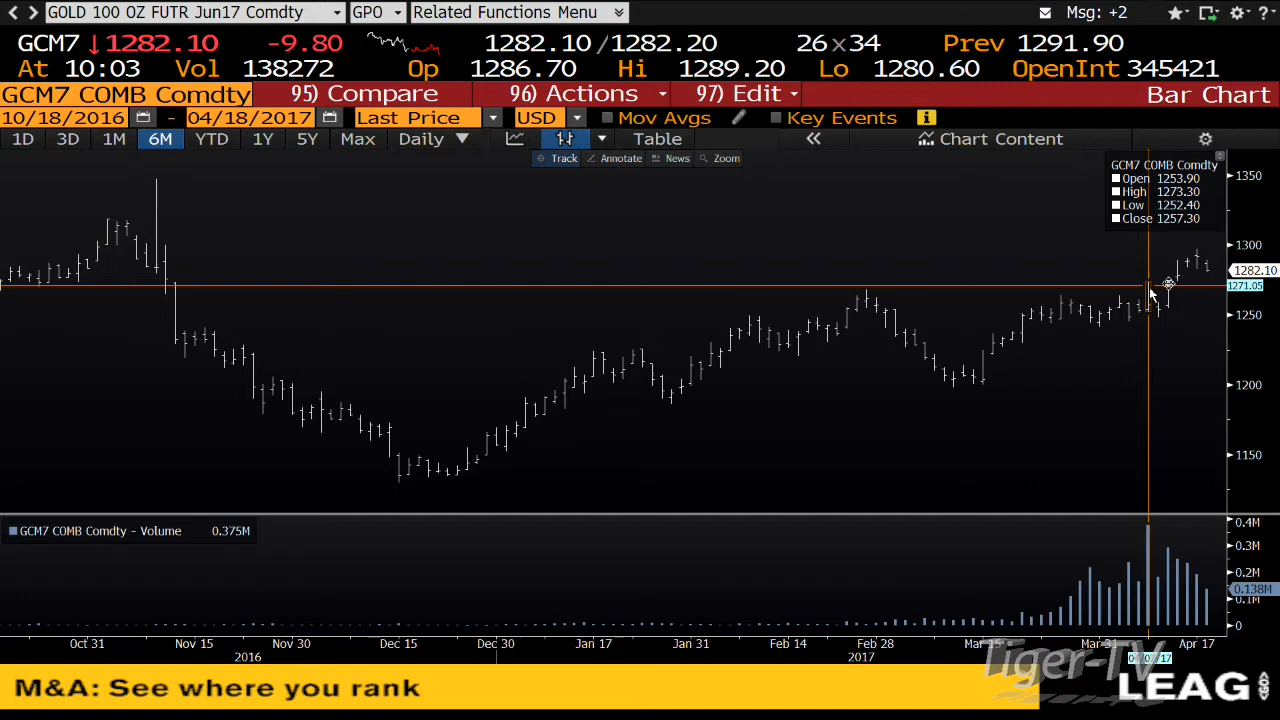 GOLD 100 OZ FUTR Jun17 Comdty GPO Related Functions Menu Msg: +2
GCM7 ↓1282.10 -9.80 1282.10/1282.20 26x34 Prev 1291.90
At 10:03 Vol 138272 Op 1286.70 Hi 1289.20 Lo 1280.60 OpenInt 345421
GCM7 COMB Comdty 95) Compare 96) Actions 97) Edit Bar Chart
10/18/2016 - 04/18/2017 Last Price USD Mov Avgs Key Events
1D 3D 1M 6M YTD 1Y 5Y Max Daily Table Chart Content
Track Annotate News Zoom
GCM7 COMB Comdty
Open 1253.90
High 1273.30
Low 1252.40
Close 1257.30
1350
1300
1282.10
1271.05
1250
1200
1150
GCM7 COMB Comdty - Volume 0.375M
0.4M
0.3M
0.2M
0.138M
0.1M
0
Oct 31 Nov 15 Nov 30 Dec 15 Dec 30 Jan 17 Jan 31 Feb 14 Feb 28 Mar 15 Mar 31 Apr 17
2016 2017
Tiger-TV
M&A: See where you rank
LEAG <GO>